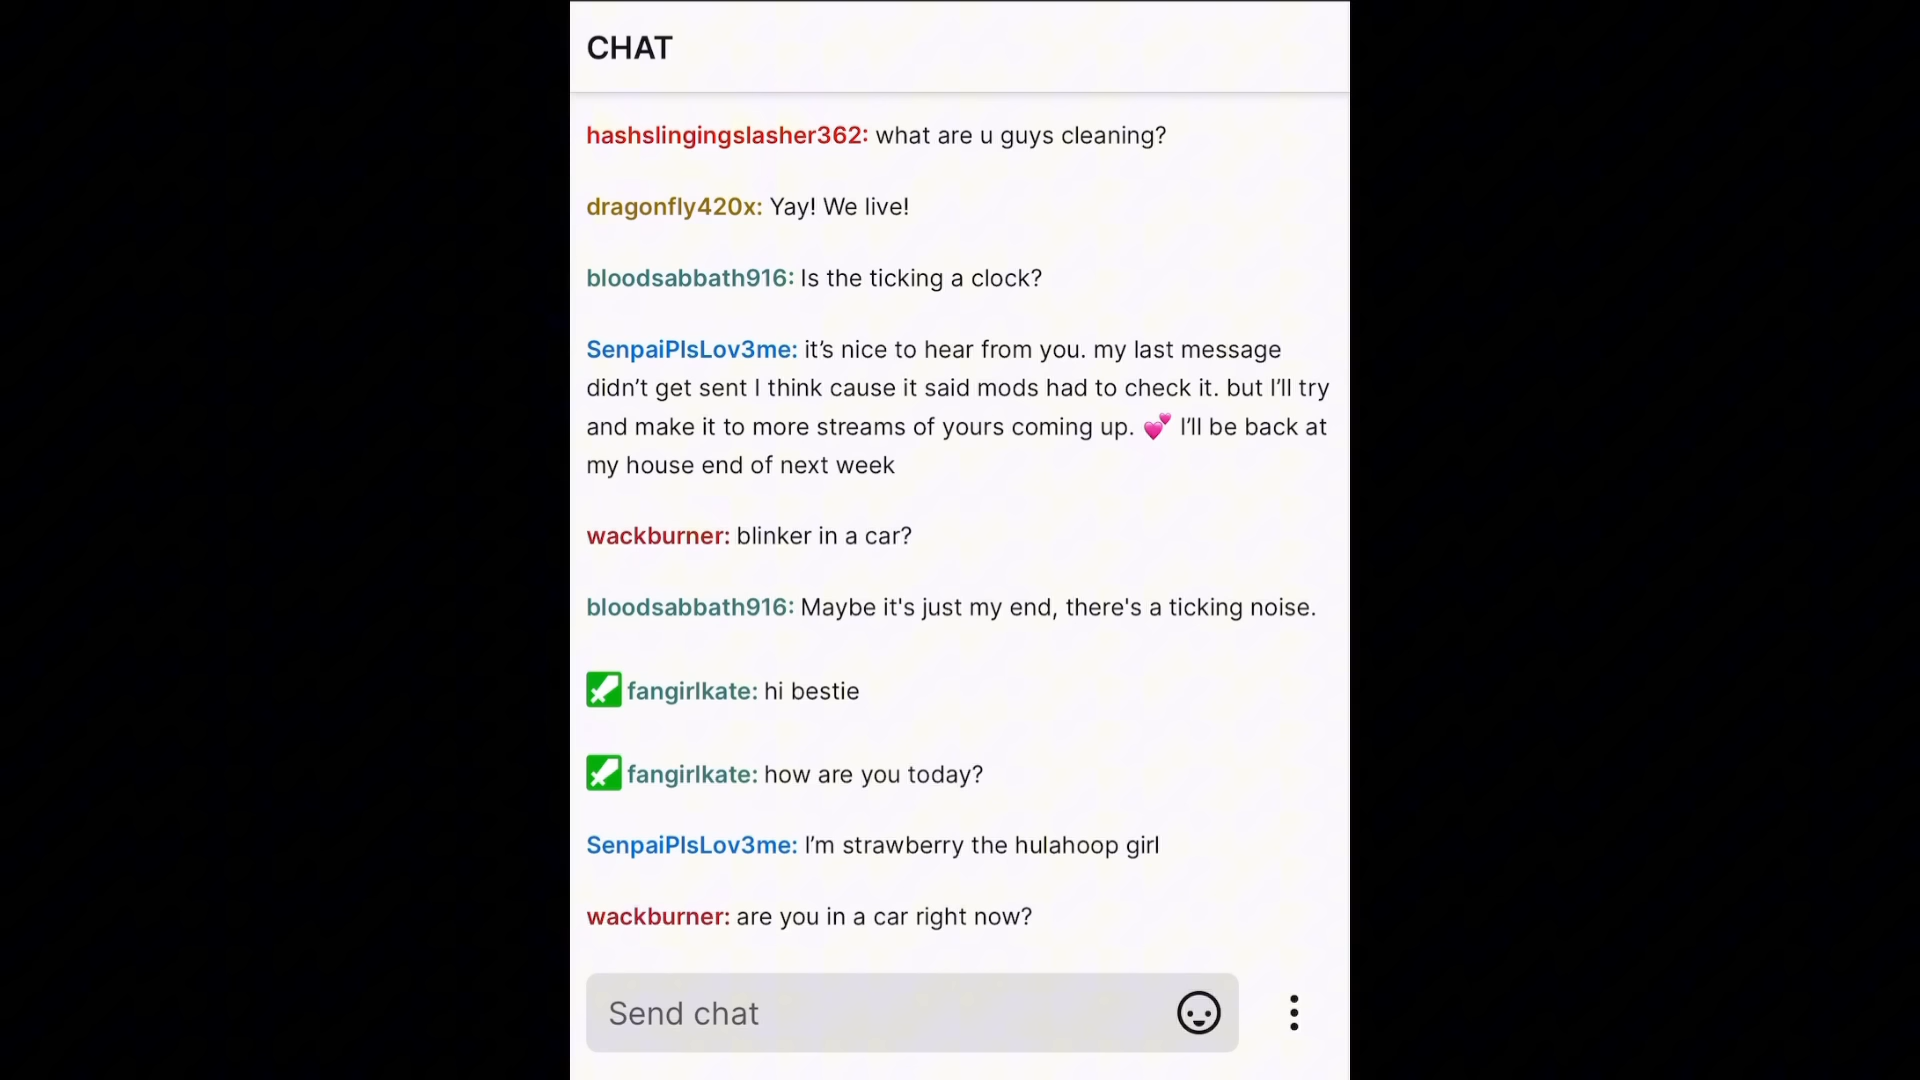 CHAT
hashslingingslasher362: what are u guys cleaning?
dragonfly420x: Yay! We live!
bloodsabbath916: Is the ticking a clock?
SenpaiPlsLov3me: it’s nice to hear from you. my last message
didn’t get sent I think cause it said mods had to check it. but I’ll try
and make it to more streams of yours coming up. 💕 I’ll be back at
my house end of next week
wackburner: blinker in a car?
bloodsabbath916: Maybe it's just my end, there's a ticking noise.
fangirlkate: hi bestie
fangirlkate: how are you today?
SenpaiPlsLov3me: I’m strawberry the hulahoop girl
wackburner: are you in a car right now?
Send chat